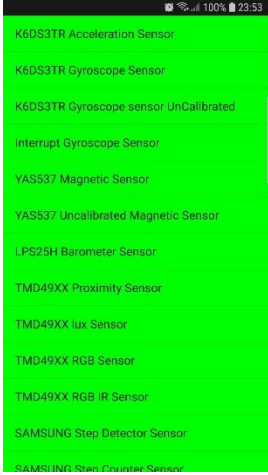 100% 23:53
K6DS3TR Acceleration Sensor
K6DS3TR Gyroscope Sensor
K6DS3TR Gyroscope sensor UnCalibrated
Interrupt Gyroscope Sensor
YAS537 Magnetic Sensor
YAS537 Uncalibrated Magnetic Sensor
LPS25H Barometer Sensor
TMD49XX Proximity Sensor
TMD49XX lux Sensor
TMD49XX RGB Sensor
TMD49XX RGB IR Sensor
SAMSUNG Step Detector Sensor
SAMSUNG Step Counter Sensor